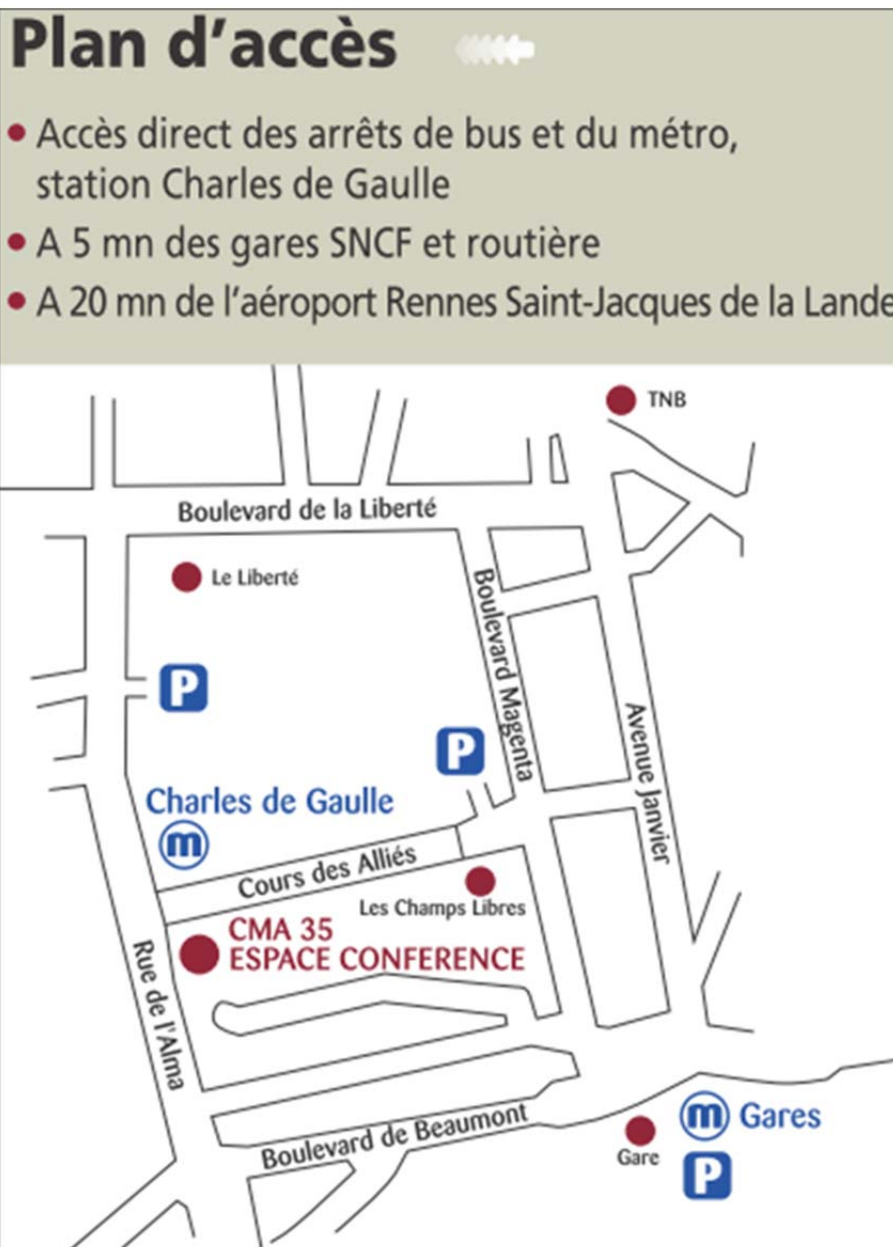 Plan d'accès
• Accès direct des arrêts de bus et du métro,
station Charles de Gaulle
• A 5 mn des gares SNCF et routière
• A 20 mn de l'aéroport Rennes Saint-Jacques de la Lande
TNB
Boulevard de la Liberté
Le Liberté
Boulevard Magenta
P
Avenue Janvier
P
Charles de Gaulle
m
Cours des Alliés
Les Champs Libres
CMA 35
ESPACE CONFERENCE
Rue de l'Alma
Boulevard de Beaumont
m Gares
Gare
P